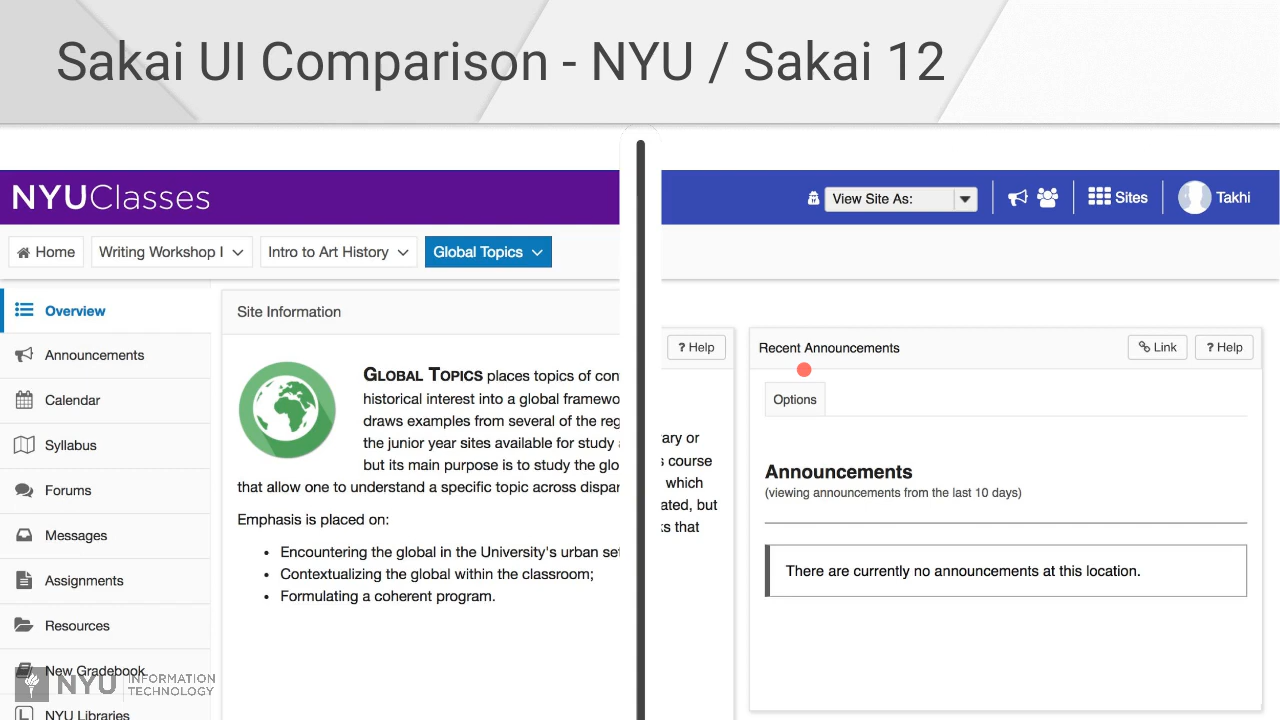 Sakai UI Comparison - NYU / Sakai 12
NYUClasses
View Site As:
Sites
Takhi
Home
Writing Workshop I
Intro to Art History
Global Topics
Overview
Announcements
Calendar
Syllabus
Forums
Messages
Assignments
Resources
New Gradebook
NYU Libraries
NYU INFORMATION
TECHNOLOGY
Site Information
GLOBAL TOPICS places topics of con
historical interest into a global framewo
draws examples from several of the reg
the junior year sites available for study
but its main purpose is to study the glo
that allow one to understand a specific topic across dispar
Emphasis is placed on:
• Encountering the global in the University's urban set
• Contextualizing the global within the classroom;
• Formulating a coherent program.
? Help
ary or
s course
which
ated, but
ks that
Recent Announcements
Link
? Help
Options
Announcements
(viewing announcements from the last 10 days)
There are currently no announcements at this location.